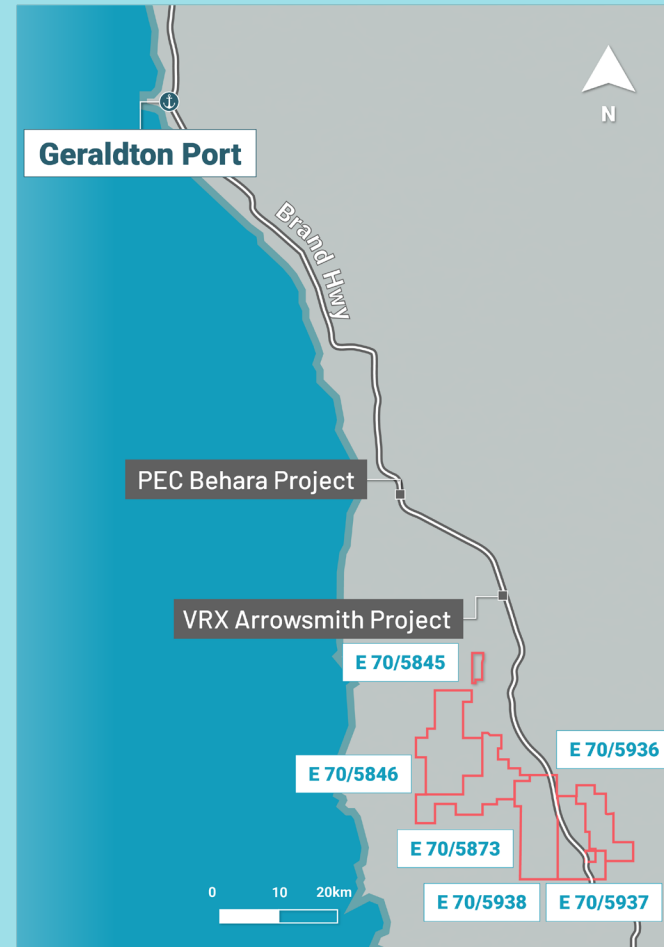 N
Geraldton Port
Brand Hwy
PEC Behara Project
VRX Arrowsmith Project
E 70/5845
E 70/5936
E 70/5846
E 70/5873
0 10 20km
E 70/5938
E 70/5937